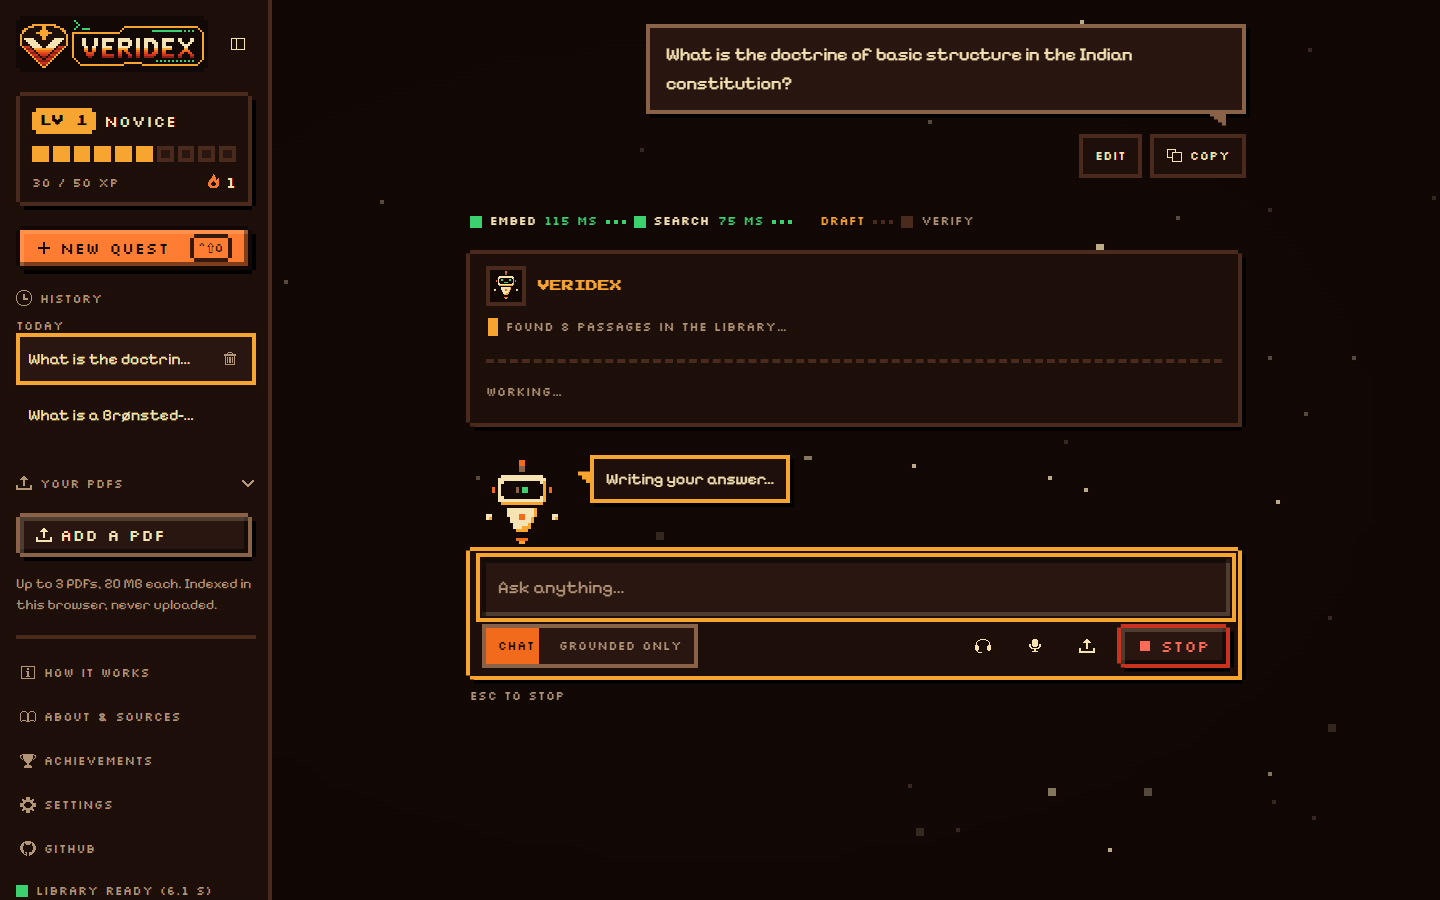 VERIDEX
LV 1 NOVICE
30 / 50 XP 1
+ NEW QUEST ^⇧O
HISTORY
TODAY
What is the doctrin...
What is a Brønsted-...
YOUR PDFS
ADD A PDF
Up to 3 PDFs, 20 MB each. Indexed in
this browser, never uploaded.
HOW IT WORKS
ABOUT & SOURCES
ACHIEVEMENTS
SETTINGS
GITHUB
LIBRARY READY (6.1 S)
What is the doctrine of basic structure in the Indian
constitution?
EDIT COPY
EMBED 115 MS SEARCH 75 MS DRAFT VERIFY
VERIDEX
FOUND 8 PASSAGES IN THE LIBRARY...
WORKING...
Writing your answer...
Ask anything...
CHAT GROUNDED ONLY STOP
ESC TO STOP